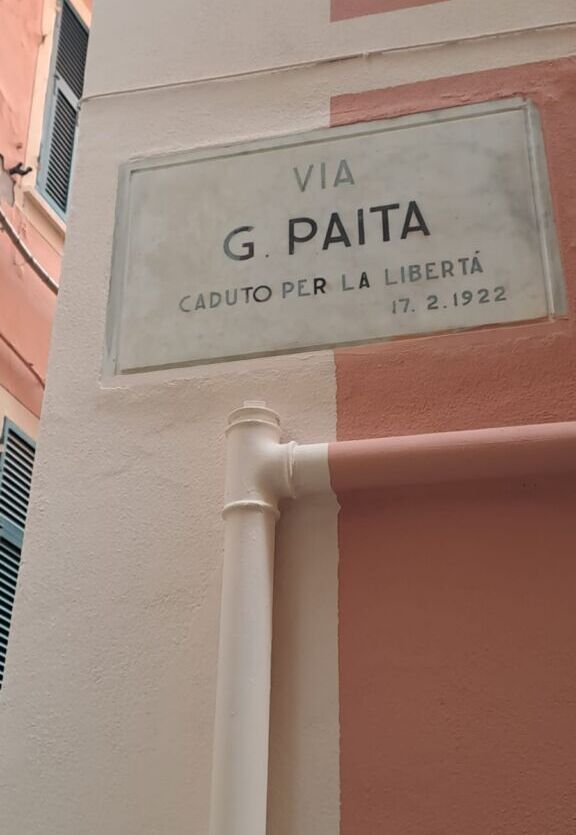 VIA
G. PAITA
CADUTO PER LA LIBERTÁ
17. 2. 1922